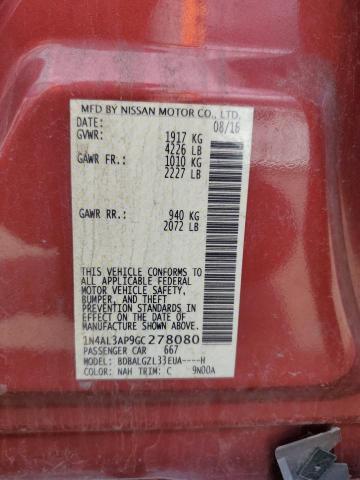 MFD BY NISSAN MOTOR CO., LTD.
DATE: 08/16
GVWR: 1917 KG
4226 LB
GAWR FR: 1010 KG
2227 LB
GAWR RR: 940 KG
2072 LB
THIS VEHICLE CONFORMS TO
ALL APPLICABLE FEDERAL
MOTOR VEHICLE SAFETY,
BUMPER, AND THEFT
PREVENTION STANDARDS IN
EFFECT ON THE DATE OF
MANUFACTURE SHOWN ABOVE.
1N4AL3AP9GC278080
PASSENGER CAR 667
MODEL: BDBALGZL33EUA----H
COLOR: NAH TRIM: C 9N00A